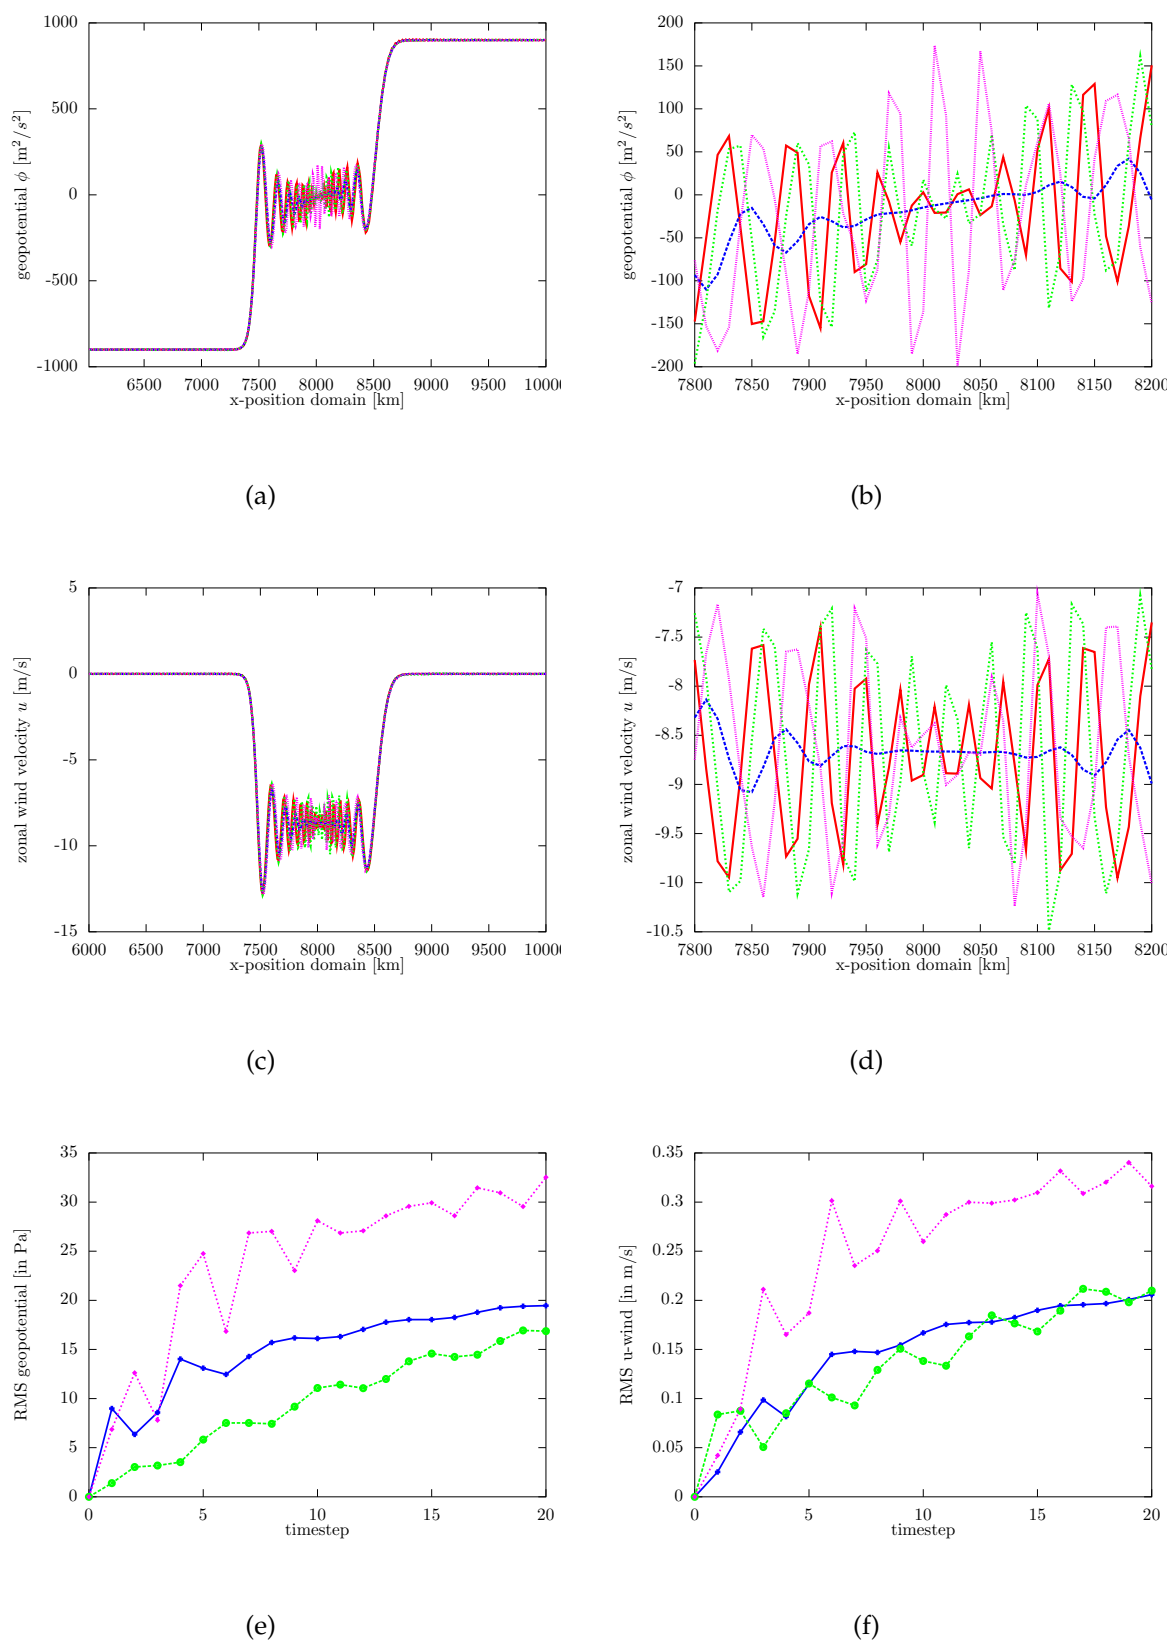 1000
500
0
-500
-1000
geopotential ϕ [m²/s²]
6500 7000 7500 8000 8500 9000 9500 1000
x-position domain [km]
(a)
200
150
100
50
0
-50
-100
-150
-200
geopotential ϕ [m²/s²]
7800 7850 7900 7950 8000 8050 8100 8150 8200
x-position domain [km]
(b)
5
0
-5
-10
-15
zonal wind velocity u [m/s]
6000 6500 7000 7500 8000 8500 9000 9500 1000
x-position domain [km]
(c)
-7
-7.5
-8
-8.5
-9
-9.5
-10
-10.5
zonal wind velocity u [m/s]
7800 7850 7900 7950 8000 8050 8100 8150 8200
x-position domain [km]
(d)
35
30
25
20
15
10
5
0
RMS geopotential [in Pa]
0 5 10 15 20
timestep
(e)
0.35
0.3
0.25
0.2
0.15
0.1
0.05
0
RMS u-wind [in m/s]
0 5 10 15 20
timestep
(f)